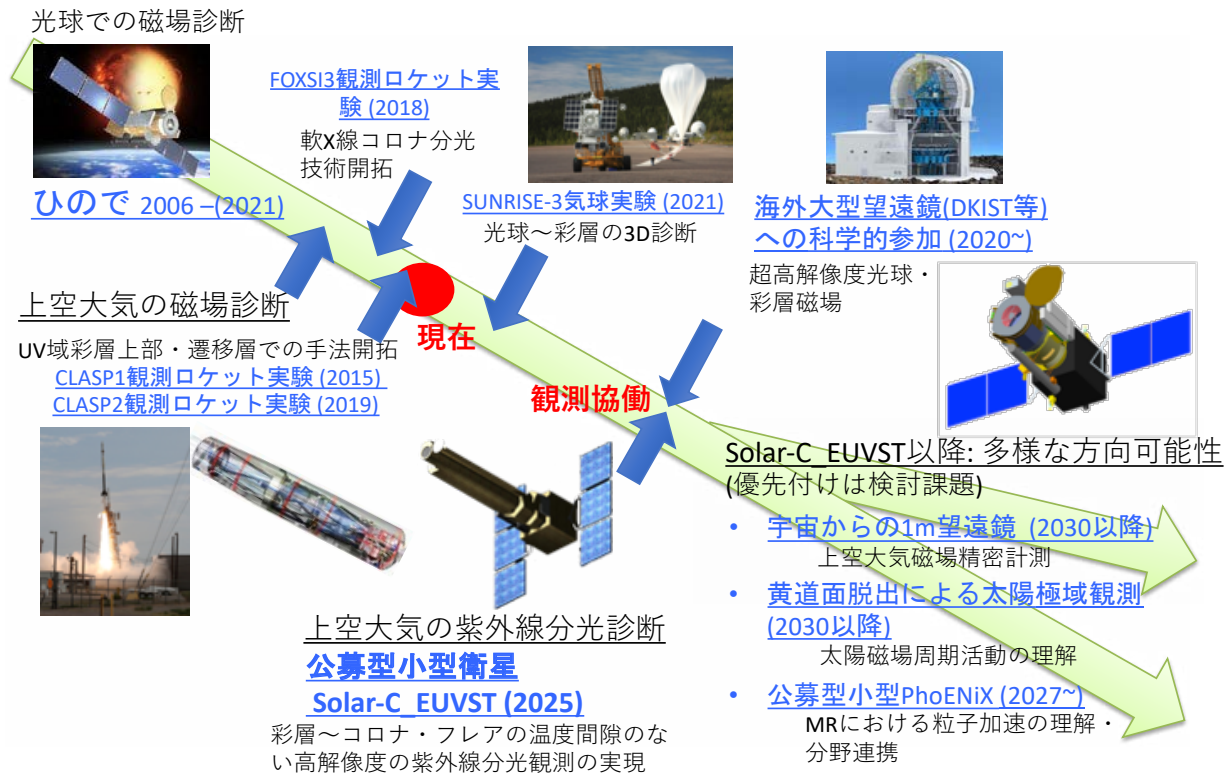 光球での磁場診断
ひので 2006 –(2021)
FOXSI3観測ロケット実
験 (2018)
軟X線コロナ分光
技術開拓
SUNRISE-3気球実験 (2021)
光球～彩層の3D診断
海外大型望遠鏡(DKIST等)
への科学的参加 (2020~)
超高解像度光球・
彩層磁場
上空大気の磁場診断
UV域彩層上部・遷移層での手法開拓
CLASP1観測ロケット実験 (2015)
CLASP2観測ロケット実験 (2019)
現在
観測協働
上空大気の紫外線分光診断
公募型小型衛星
Solar-C_EUVST (2025)
彩層～コロナ・フレアの温度間隙のな
い高解像度の紫外線分光観測の実現
Solar-C_EUVST以降: 多様な方向可能性
(優先付けは検討課題)
• 宇宙からの1m望遠鏡 (2030以降)
上空大気磁場精密計測
• 黄道面脱出による太陽極域観測
(2030以降)
太陽磁場周期活動の理解
• 公募型小型PhoENiX (2027~)
MRにおける粒子加速の理解・
分野連携